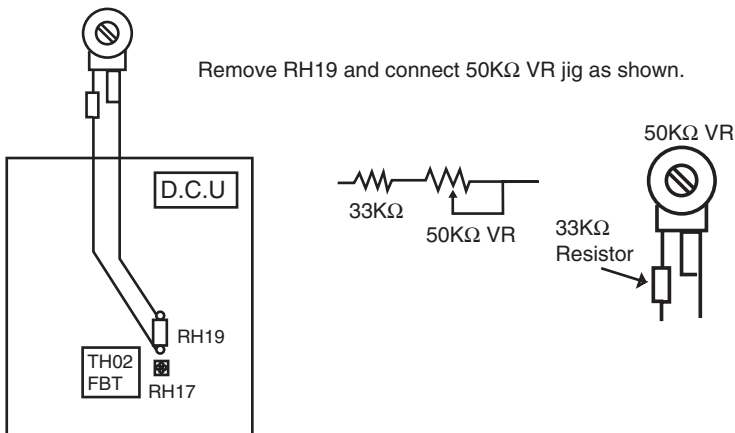 Remove RH19 and connect 50KΩ VR jig as shown.
D.C.U
RH19
TH02
FBT
RH17
33KΩ
50KΩ VR
50KΩ VR
33KΩ
Resistor